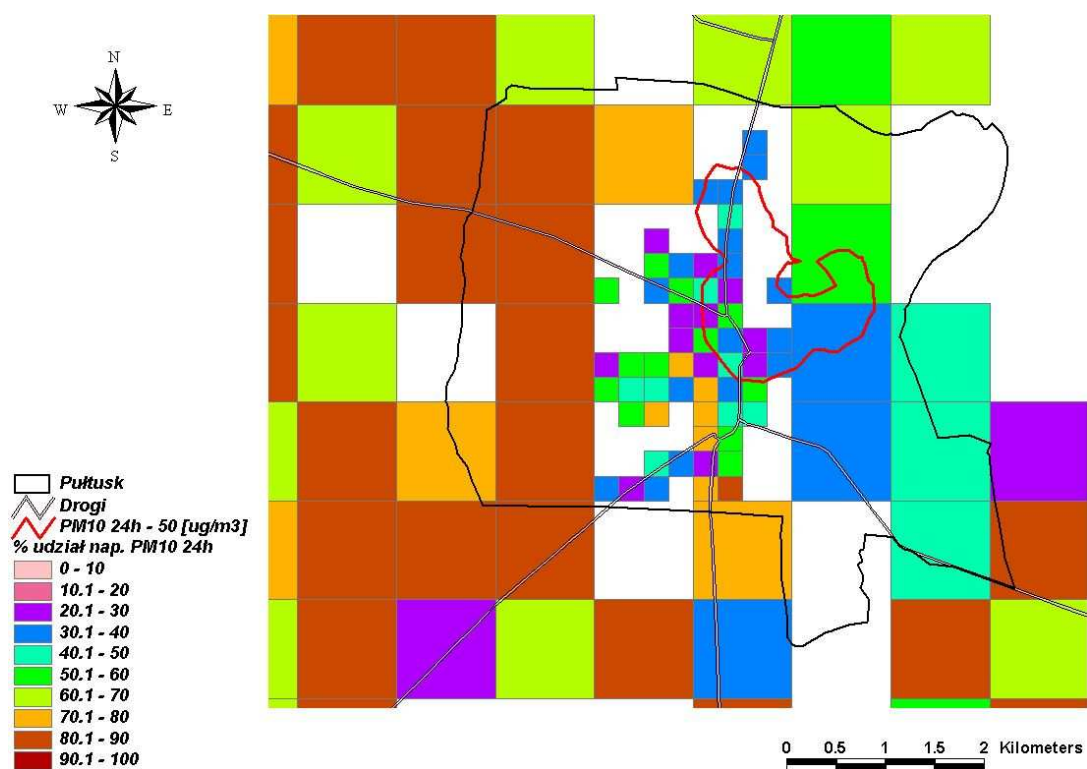 N
W E
S
Pułtusk
Drogi
PM10 24h - 50 [ug/m3]
% udział nap. PM10 24h
0 - 10
10.1 - 20
20.1 - 30
30.1 - 40
40.1 - 50
50.1 - 60
60.1 - 70
70.1 - 80
80.1 - 90
90.1 - 100
0 0.5 1 1.5 2 Kilometers